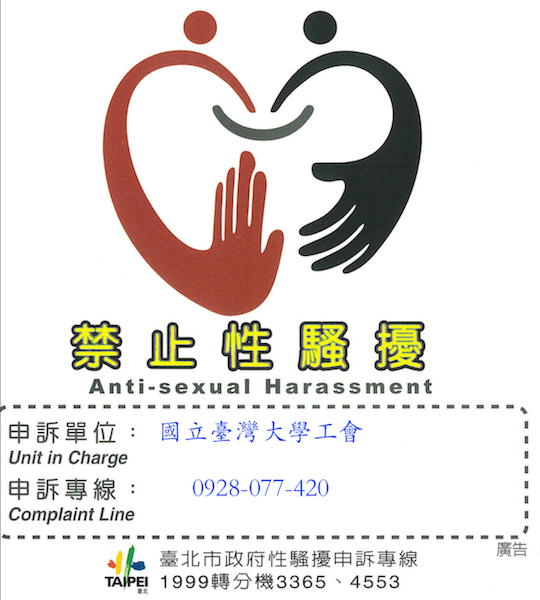 禁止性騷擾
Anti-sexual Harassment
申訴單位： 國立臺灣大學工會
Unit in Charge
申訴專線： 0928-077-420
Complaint Line
廣告
TAIPEI
臺北
臺北市政府性騷擾申訴專線
1999轉分機3365、4553